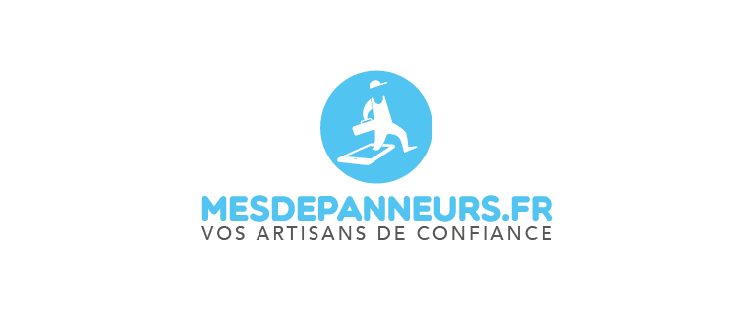 MESDEPANNEURS.FR
VOS ARTISANS DE CONFIANCE